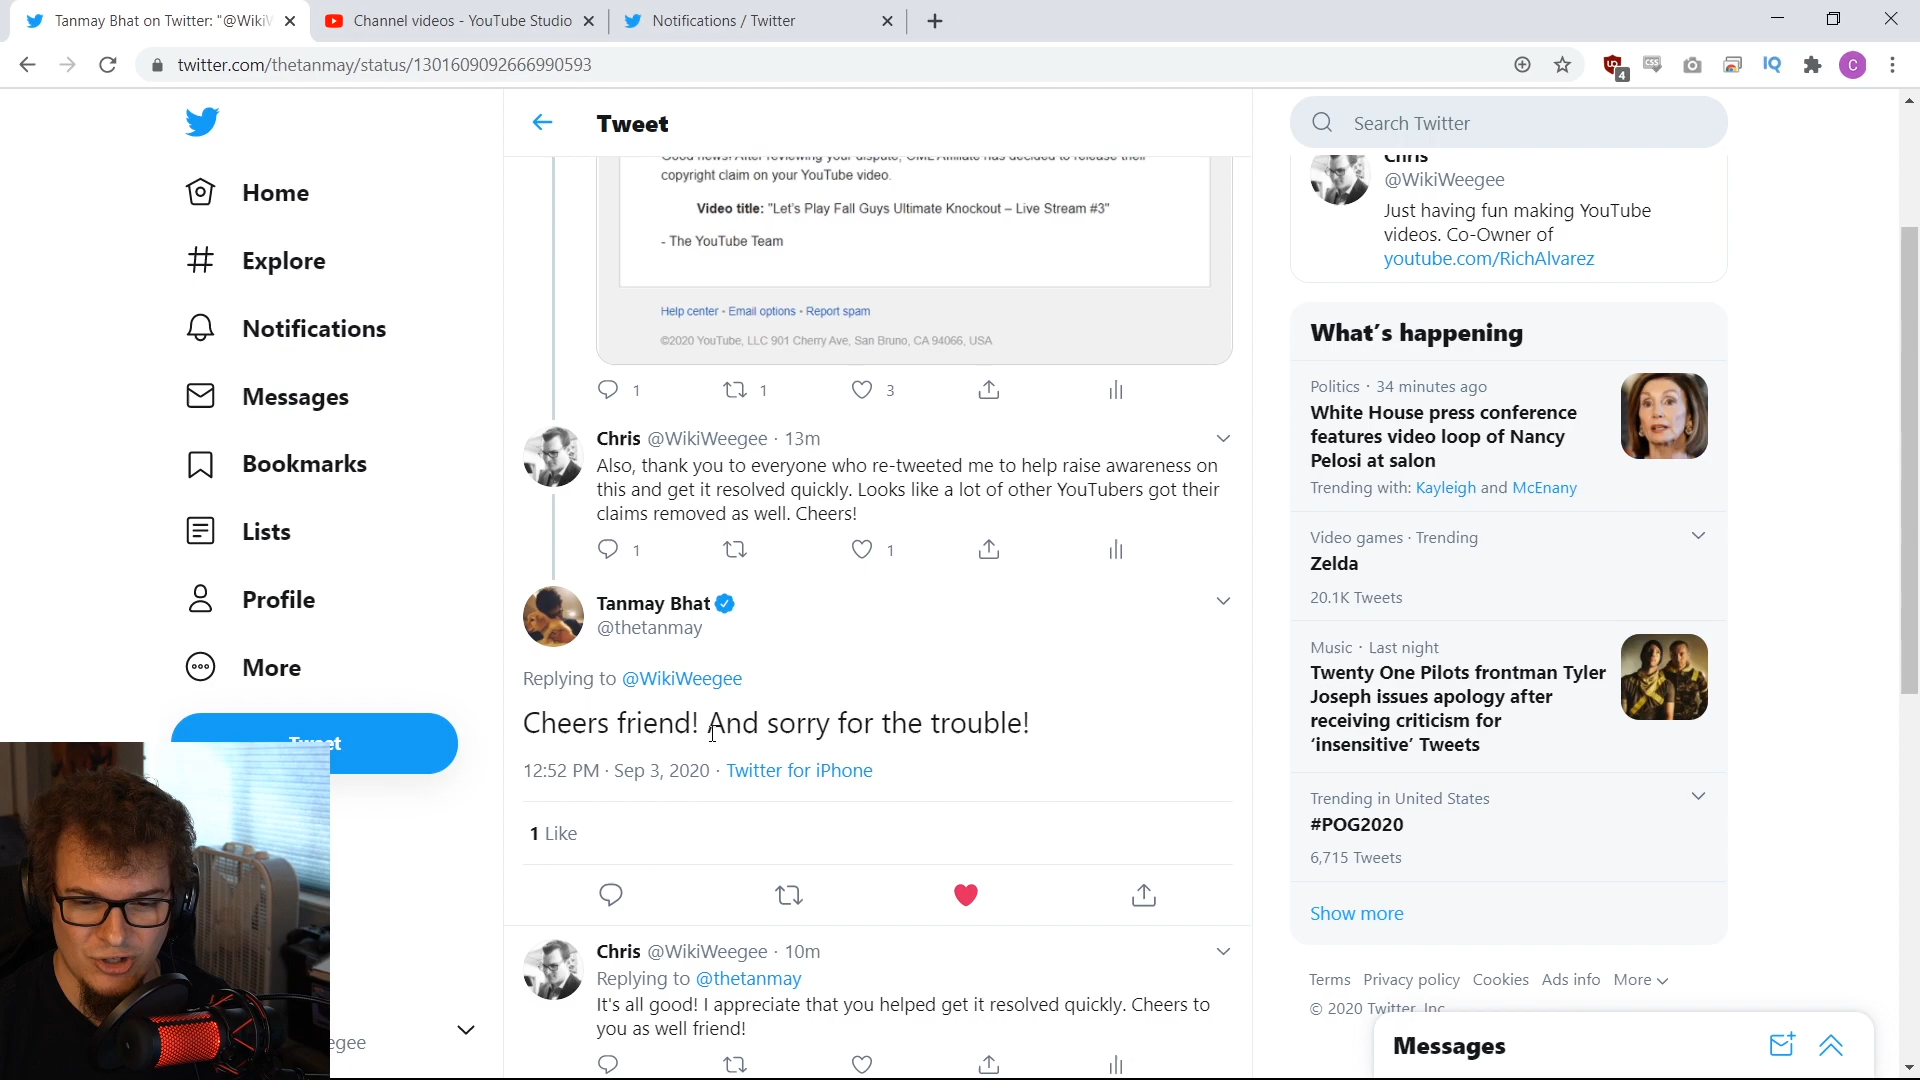 Tanmay Bhat on Twitter: "@Wiki
Channel videos - YouTube Studio
Notifications / Twitter
twitter.com/thetanmay/status/1301609092666990593
4
CSS
IQ
C
Home
Explore
Notifications
Messages
Bookmarks
Lists
Profile
More
Tweet
egee
Tweet
Good news! After reviewing your dispute, OML Affiliate has decided to release their
copyright claim on your YouTube video.
Video title: "Let's Play Fall Guys Ultimate Knockout – Live Stream #3"
- The YouTube Team
Help center • Email options • Report spam
©2020 YouTube, LLC 901 Cherry Ave, San Bruno, CA 94066, USA
1 1 3
Chris @WikiWeegee · 13m
Also, thank you to everyone who re-tweeted me to help raise awareness on
this and get it resolved quickly. Looks like a lot of other YouTubers got their
claims removed as well. Cheers!
1 1
Tanmay Bhat
@thetanmay
Replying to @WikiWeegee
Cheers friend! And sorry for the trouble!
12:52 PM · Sep 3, 2020 · Twitter for iPhone
1 Like
Chris @WikiWeegee · 10m
Replying to @thetanmay
It's all good! I appreciate that you helped get it resolved quickly. Cheers to
you as well friend!
Search Twitter
Chris
@WikiWeegee
Just having fun making YouTube
videos. Co-Owner of
youtube.com/RichAlvarez
What's happening
Politics · 34 minutes ago
White House press conference
features video loop of Nancy
Pelosi at salon
Trending with: Kayleigh and McEnany
Video games · Trending
Zelda
20.1K Tweets
Music · Last night
Twenty One Pilots frontman Tyler
Joseph issues apology after
receiving criticism for
‘insensitive’ Tweets
Trending in United States
#POG2020
6,715 Tweets
Show more
Terms Privacy policy Cookies Ads info More
© 2020 Twitter, Inc.
Messages